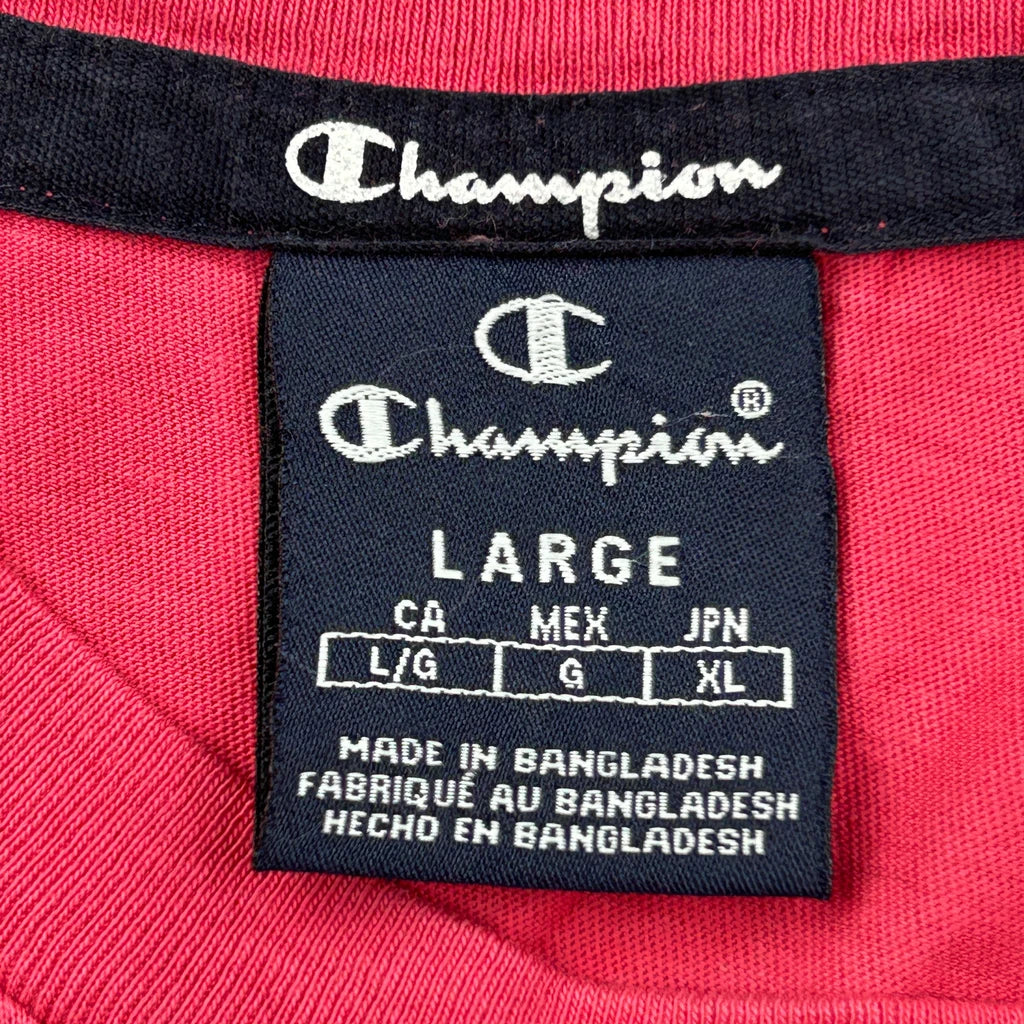 Champion
C
Champion®
LARGE
CA MEX JPN
L/G G XL
MADE IN BANGLADESH
FABRIQUÉ AU BANGLADESH
HECHO EN BANGLADESH